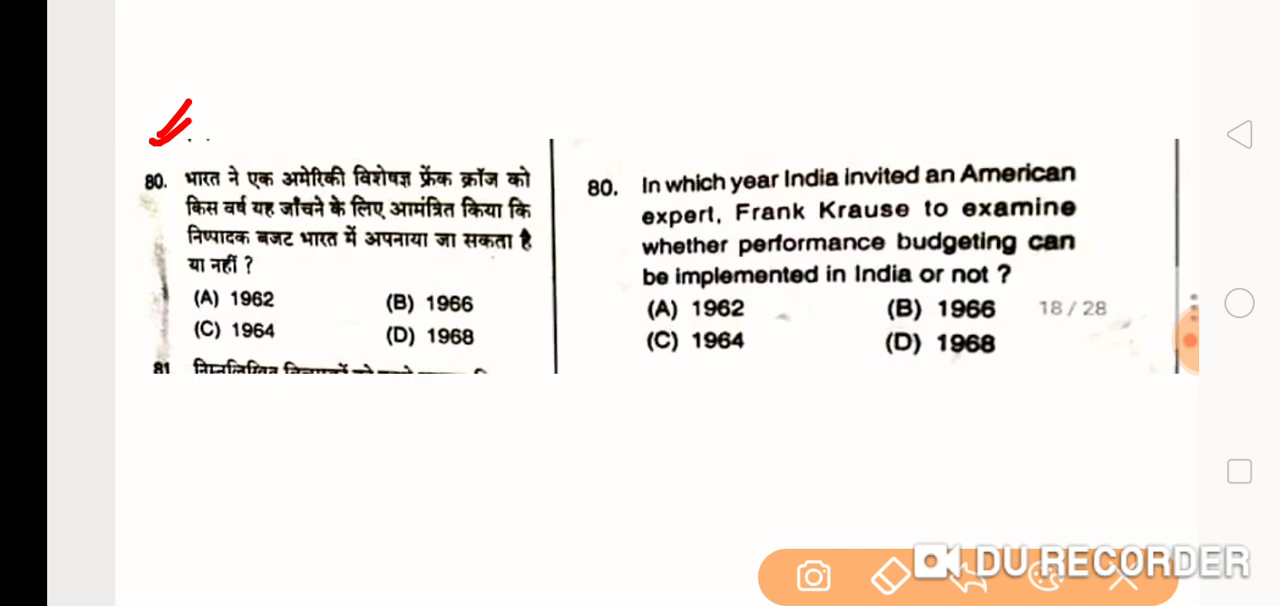 80. भारत ने एक अमेरिकी विशेषज्ञ फ्रेंक क्रॉज को
किस वर्ष यह जाँचने के लिए आमंत्रित किया कि
निष्पादक बजट भारत में अपनाया जा सकता है
या नहीं ?
(A) 1962 (B) 1966
(C) 1964 (D) 1968
81
80. In which year India invited an American
expert, Frank Krause to examine
whether performance budgeting can
be implemented in India or not ?
(A) 1962 (B) 1966
(C) 1964 (D) 1968
18 / 28
DU RECORDER